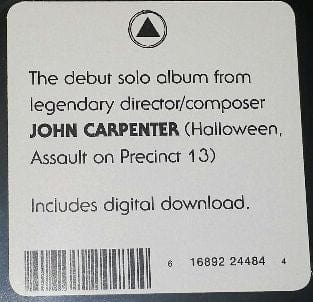 The debut solo album from
legendary director/composer
JOHN CARPENTER (Halloween,
Assault on Precinct 13)
Includes digital download.
6 16892 24484 4